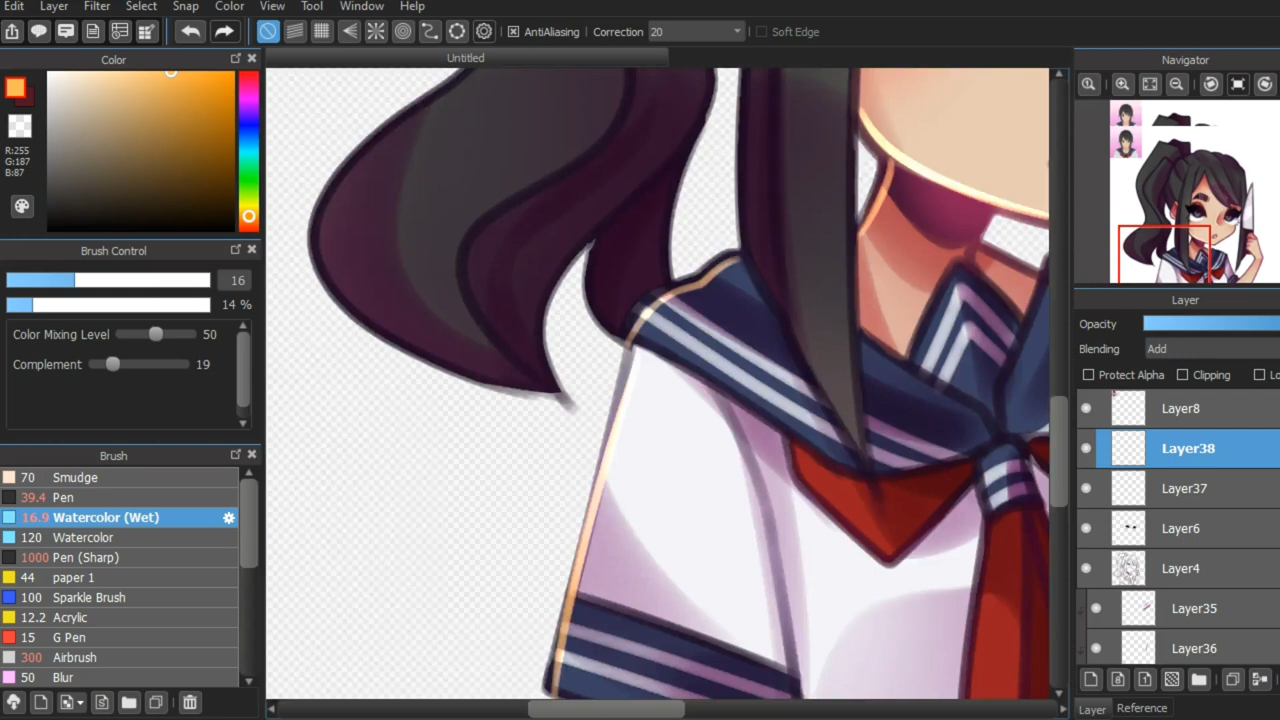 Edit Layer Filter Select Snap Color View Tool Window Help
AntiAliasing Correction 20 Soft Edge
Color
Untitled
Navigator
R:255
G:187
B:87
Brush Control
16
14 %
Color Mixing Level 50
Complement 19
Brush
70 Smudge
39.4 Pen
16.9 Watercolor (Wet)
120 Watercolor
1000 Pen (Sharp)
44 paper 1
100 Sparkle Brush
12.2 Acrylic
15 G Pen
300 Airbrush
50 Blur
Layer
Opacity
Blending Add
Protect Alpha Clipping Lo
Layer8
Layer38
Layer37
Layer6
Layer4
Layer35
Layer36
Layer Reference